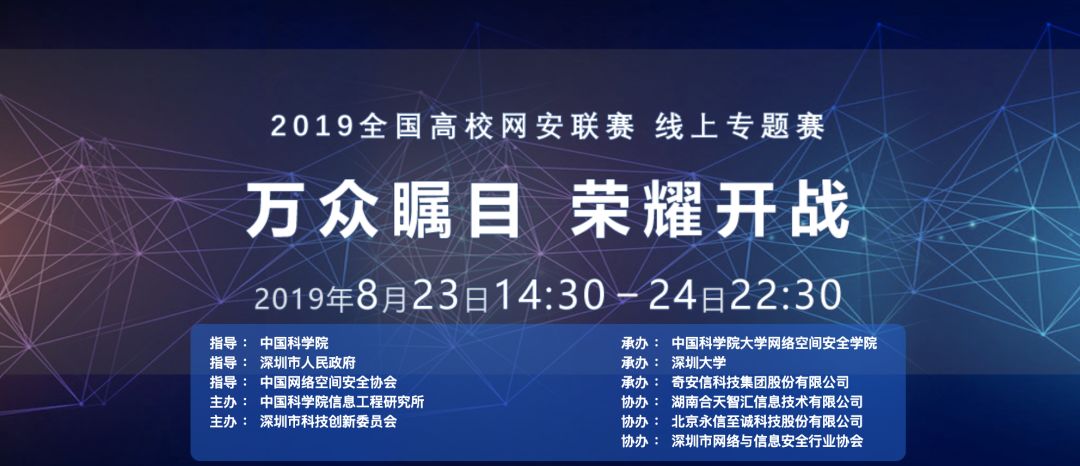 2019全国高校网安联赛 线上专题赛
万众瞩目 荣耀开战
2019年8月23日14:30–24日22:30
指导： 中国科学院
指导： 深圳市人民政府
指导： 中国网络空间安全协会
主办： 中国科学院信息工程研究所
主办： 深圳市科技创新委员会
承办： 中国科学院大学网络空间安全学院
承办： 深圳大学
承办： 奇安信科技集团股份有限公司
协办： 湖南合天智汇信息技术有限公司
协办： 北京永信至诚科技股份有限公司
协办： 深圳市网络与信息安全行业协会